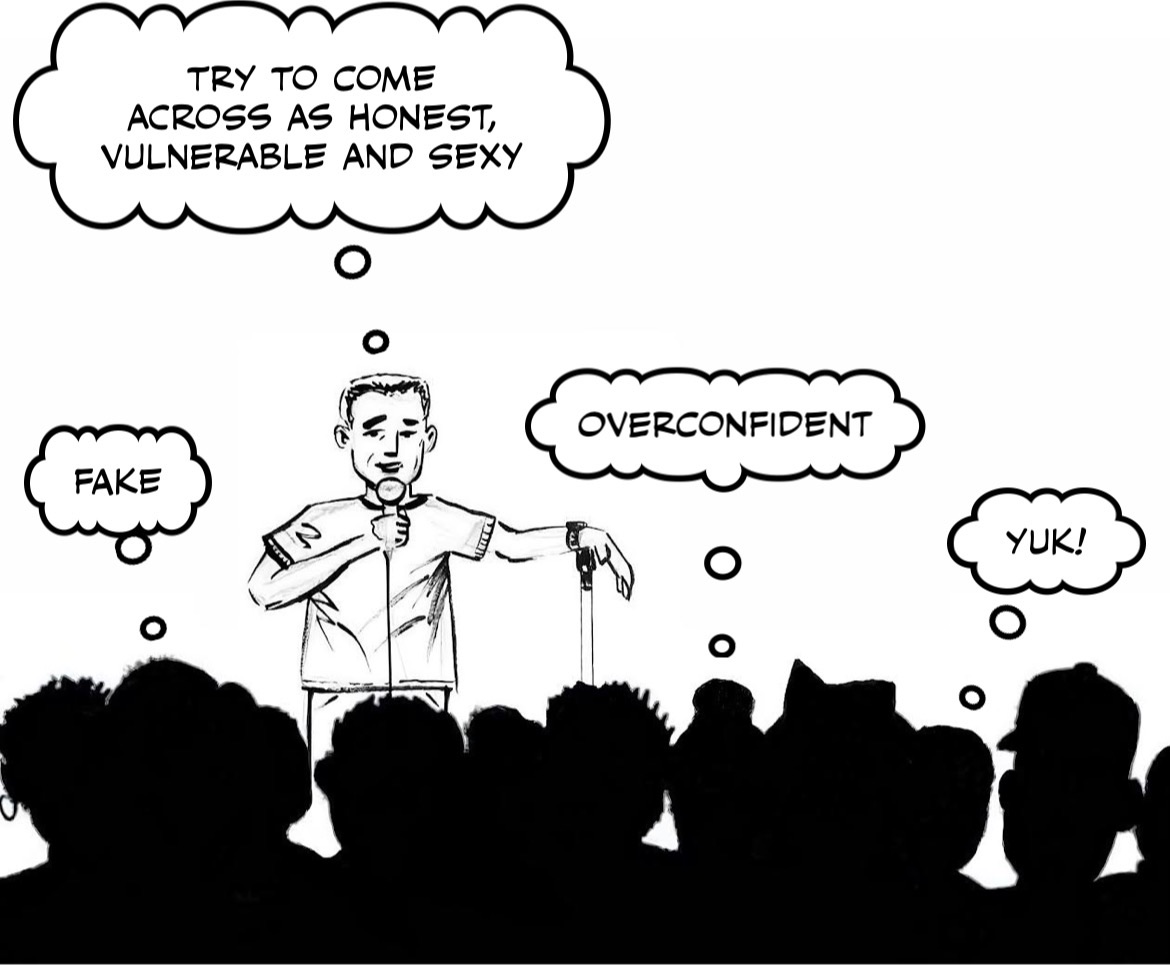 TRY TO COME
ACROSS AS HONEST,
VULNERABLE AND SEXY
OVERCONFIDENT
FAKE
YUK!